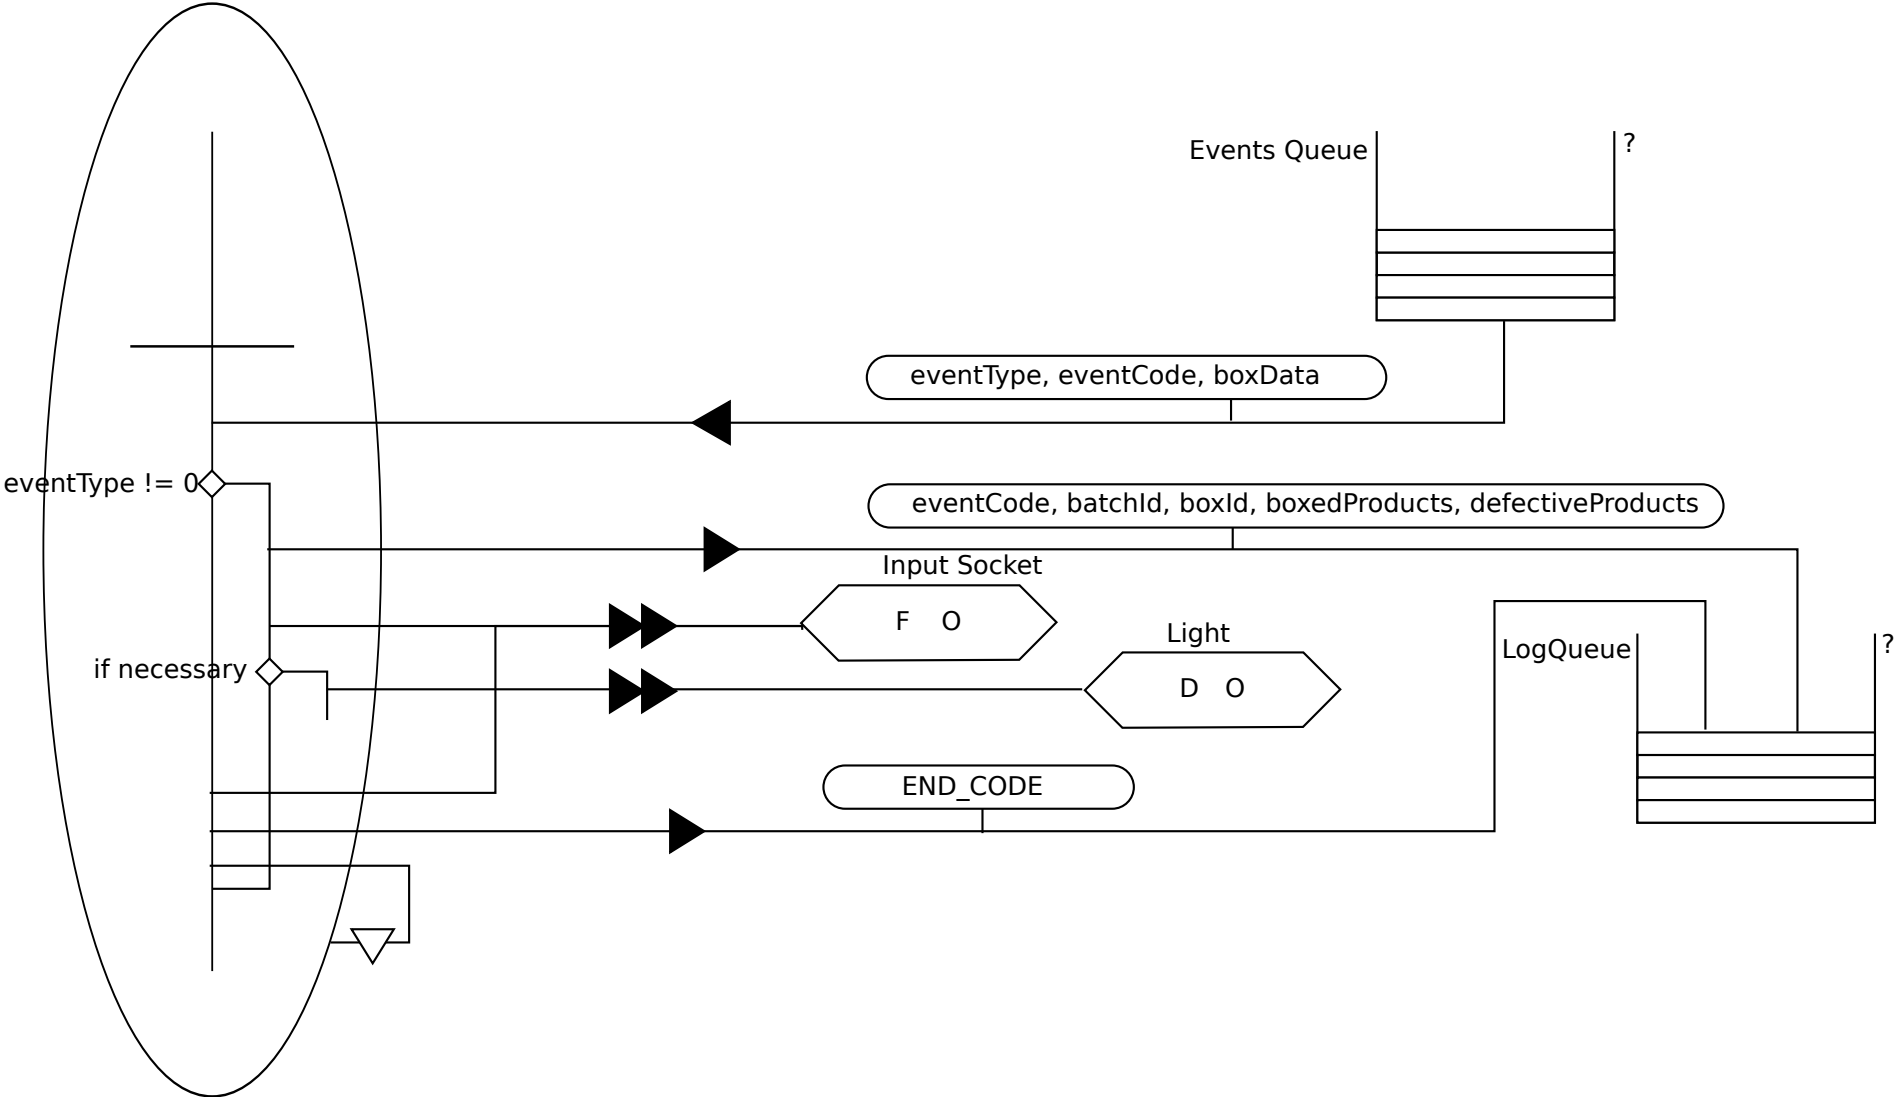 Events Queue
?
eventType, eventCode, boxData
eventType != 0
eventCode, batchId, boxId, boxedProducts, defectiveProducts
Input Socket
F O
Light
LogQueue
?
if necessary
D O
END_CODE